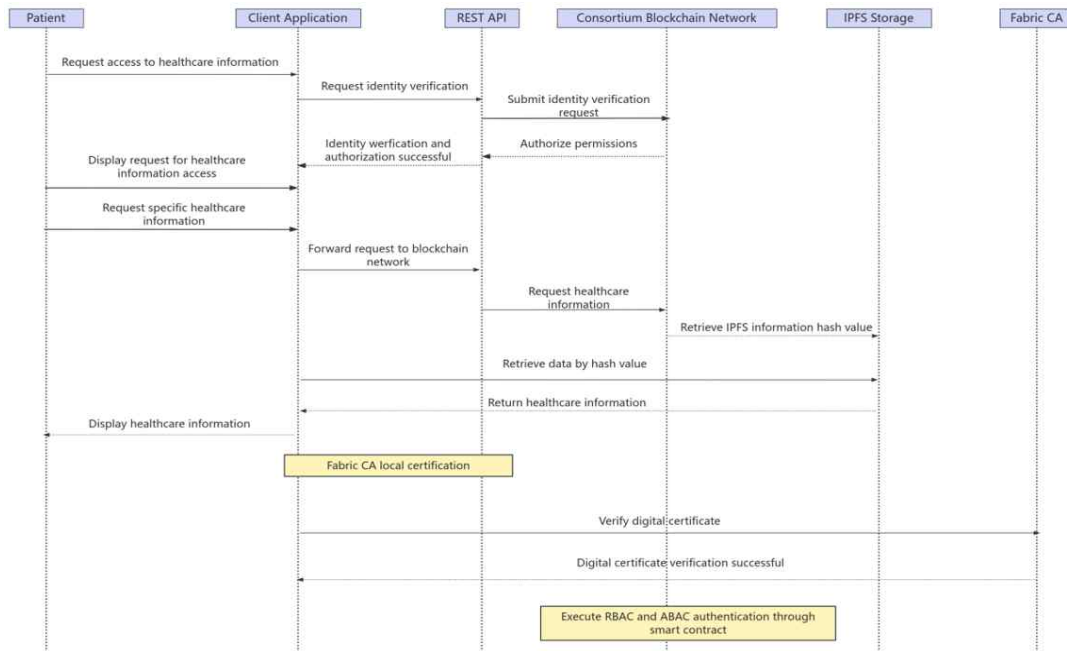 Patient
Client Application
REST API
Consortium Blockchain Network
IPFS Storage
Fabric CA
Request access to healthcare information
Request identity verification
Submit identity verification
request
Authorize permissions
Identity werfication and
authorization successful
Display request for healthcare
information access
Request specific healthcare
information
Forward request to blockchain
network
Request healthcare
information
Retrieve IPFS information hash value
Retrieve data by hash value
Return healthcare information
Display healthcare information
Fabric CA local certification
Verify digital certificate
Digital certificate verification successful
Execute RBAC and ABAC authentication through
smart contract